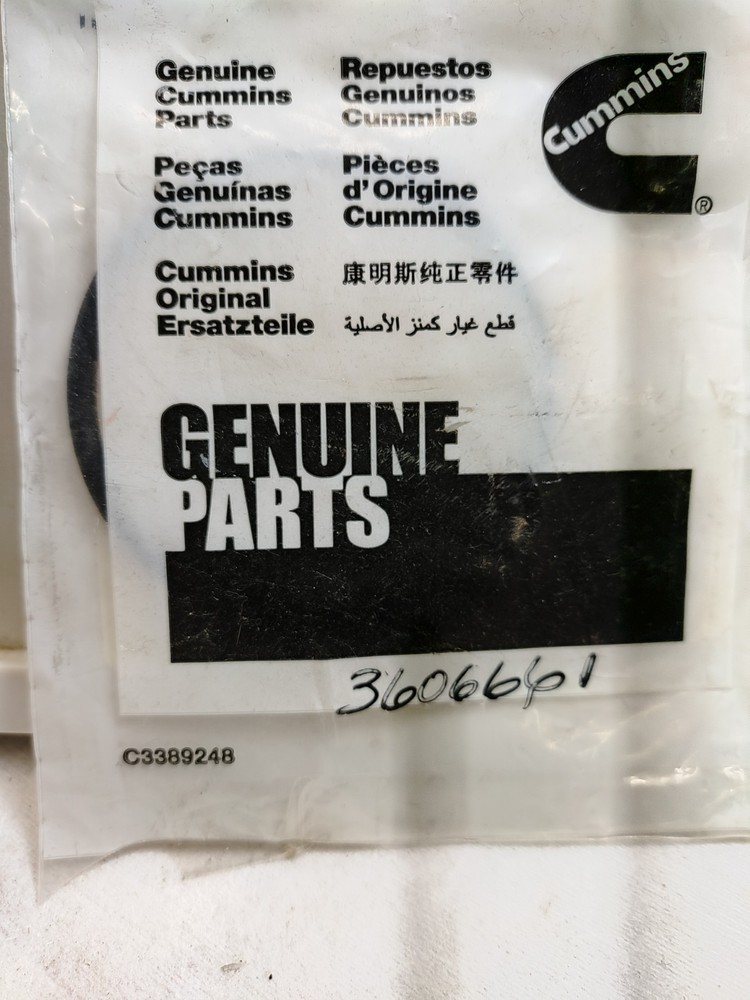 Genuine
Cummins
Parts
Repuestos
Genuinos
Cummins
Cummins
®
Peças
Genuínas
Cummins
Pièces
d'Origine
Cummins
Cummins
Original
Ersatzteile
康明斯纯正零件
قطع غيار كمنز الأصلية
GENUINE
PARTS
3606661
C3389248